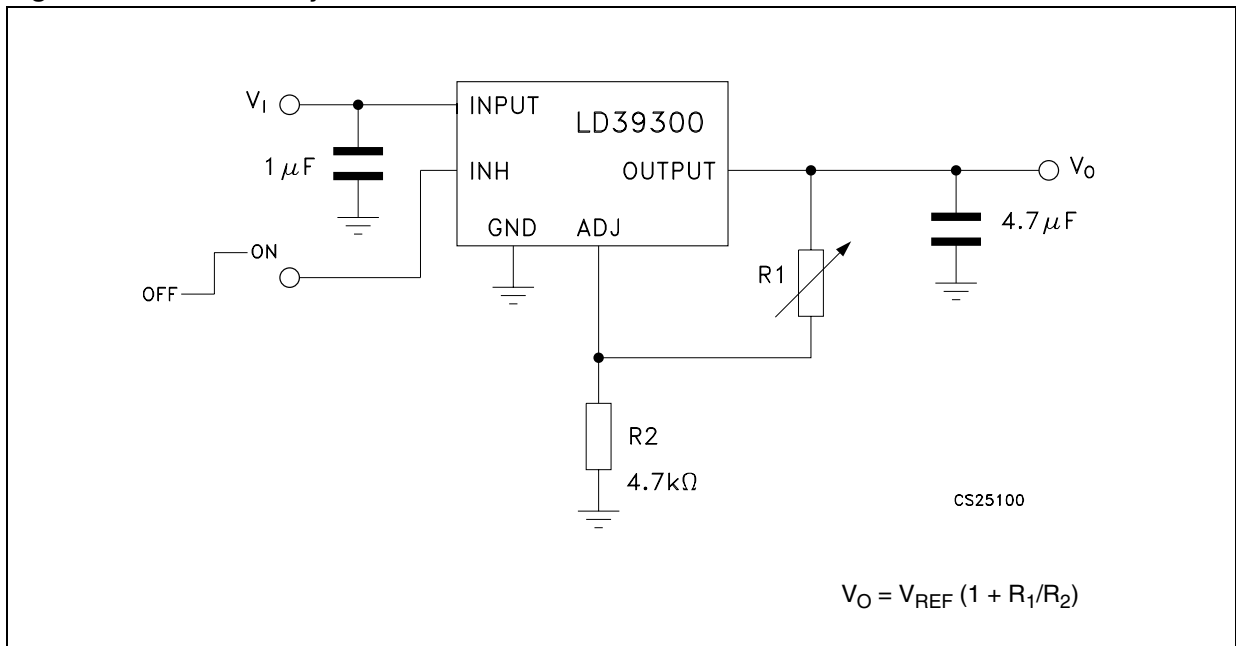 V_I
INPUT
LD39300
1 μF
INH
OUTPUT
V_O
GND
ADJ
4.7μF
ON
OFF
R1
R2
4.7kΩ
CS25100
V_O = V_REF (1 + R_1/R_2)